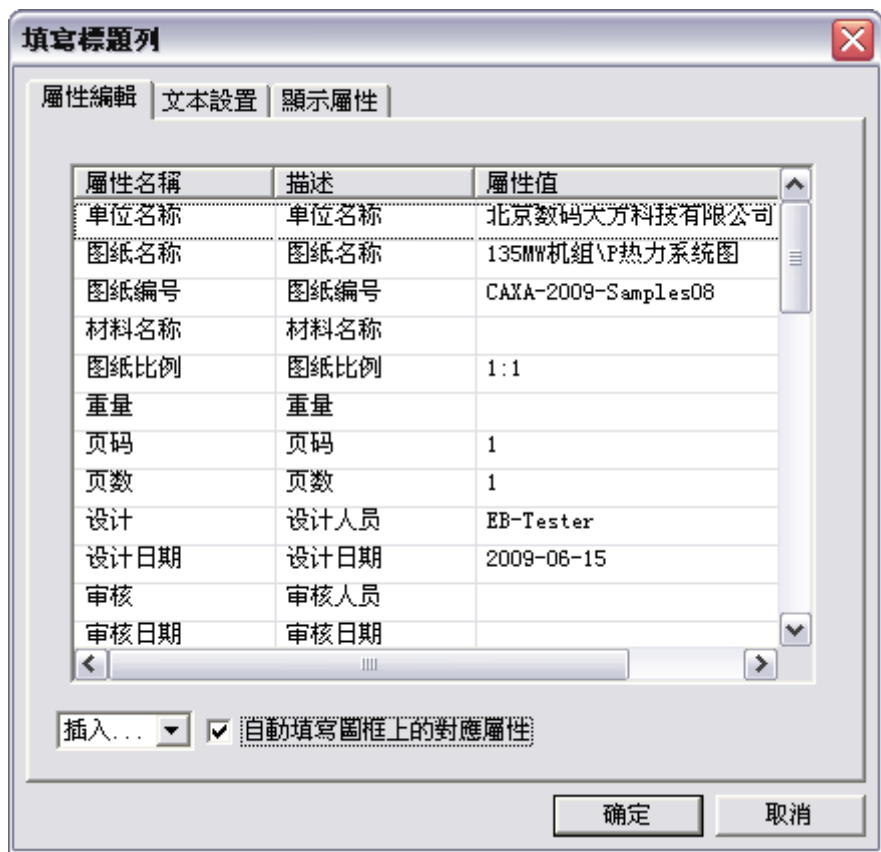 填寫標題列
屬性編輯 文本設置 顯示屬性
屬性名稱 描述 屬性值
单位名称 单位名称 北京数码大方科技有限公司
图纸名称 图纸名称 135MW机组\P热力系统图
图纸编号 图纸编号 CAXA-2009-Samples08
材料名称 材料名称
图纸比例 图纸比例 1:1
重量 重量
页码 页码 1
页数 页数 1
设计 设计人员 EB-Tester
设计日期 设计日期 2009-06-15
审核 审核人员
审核日期 审核日期
插入... 自動填寫圖框上的對應屬性
确定 取消